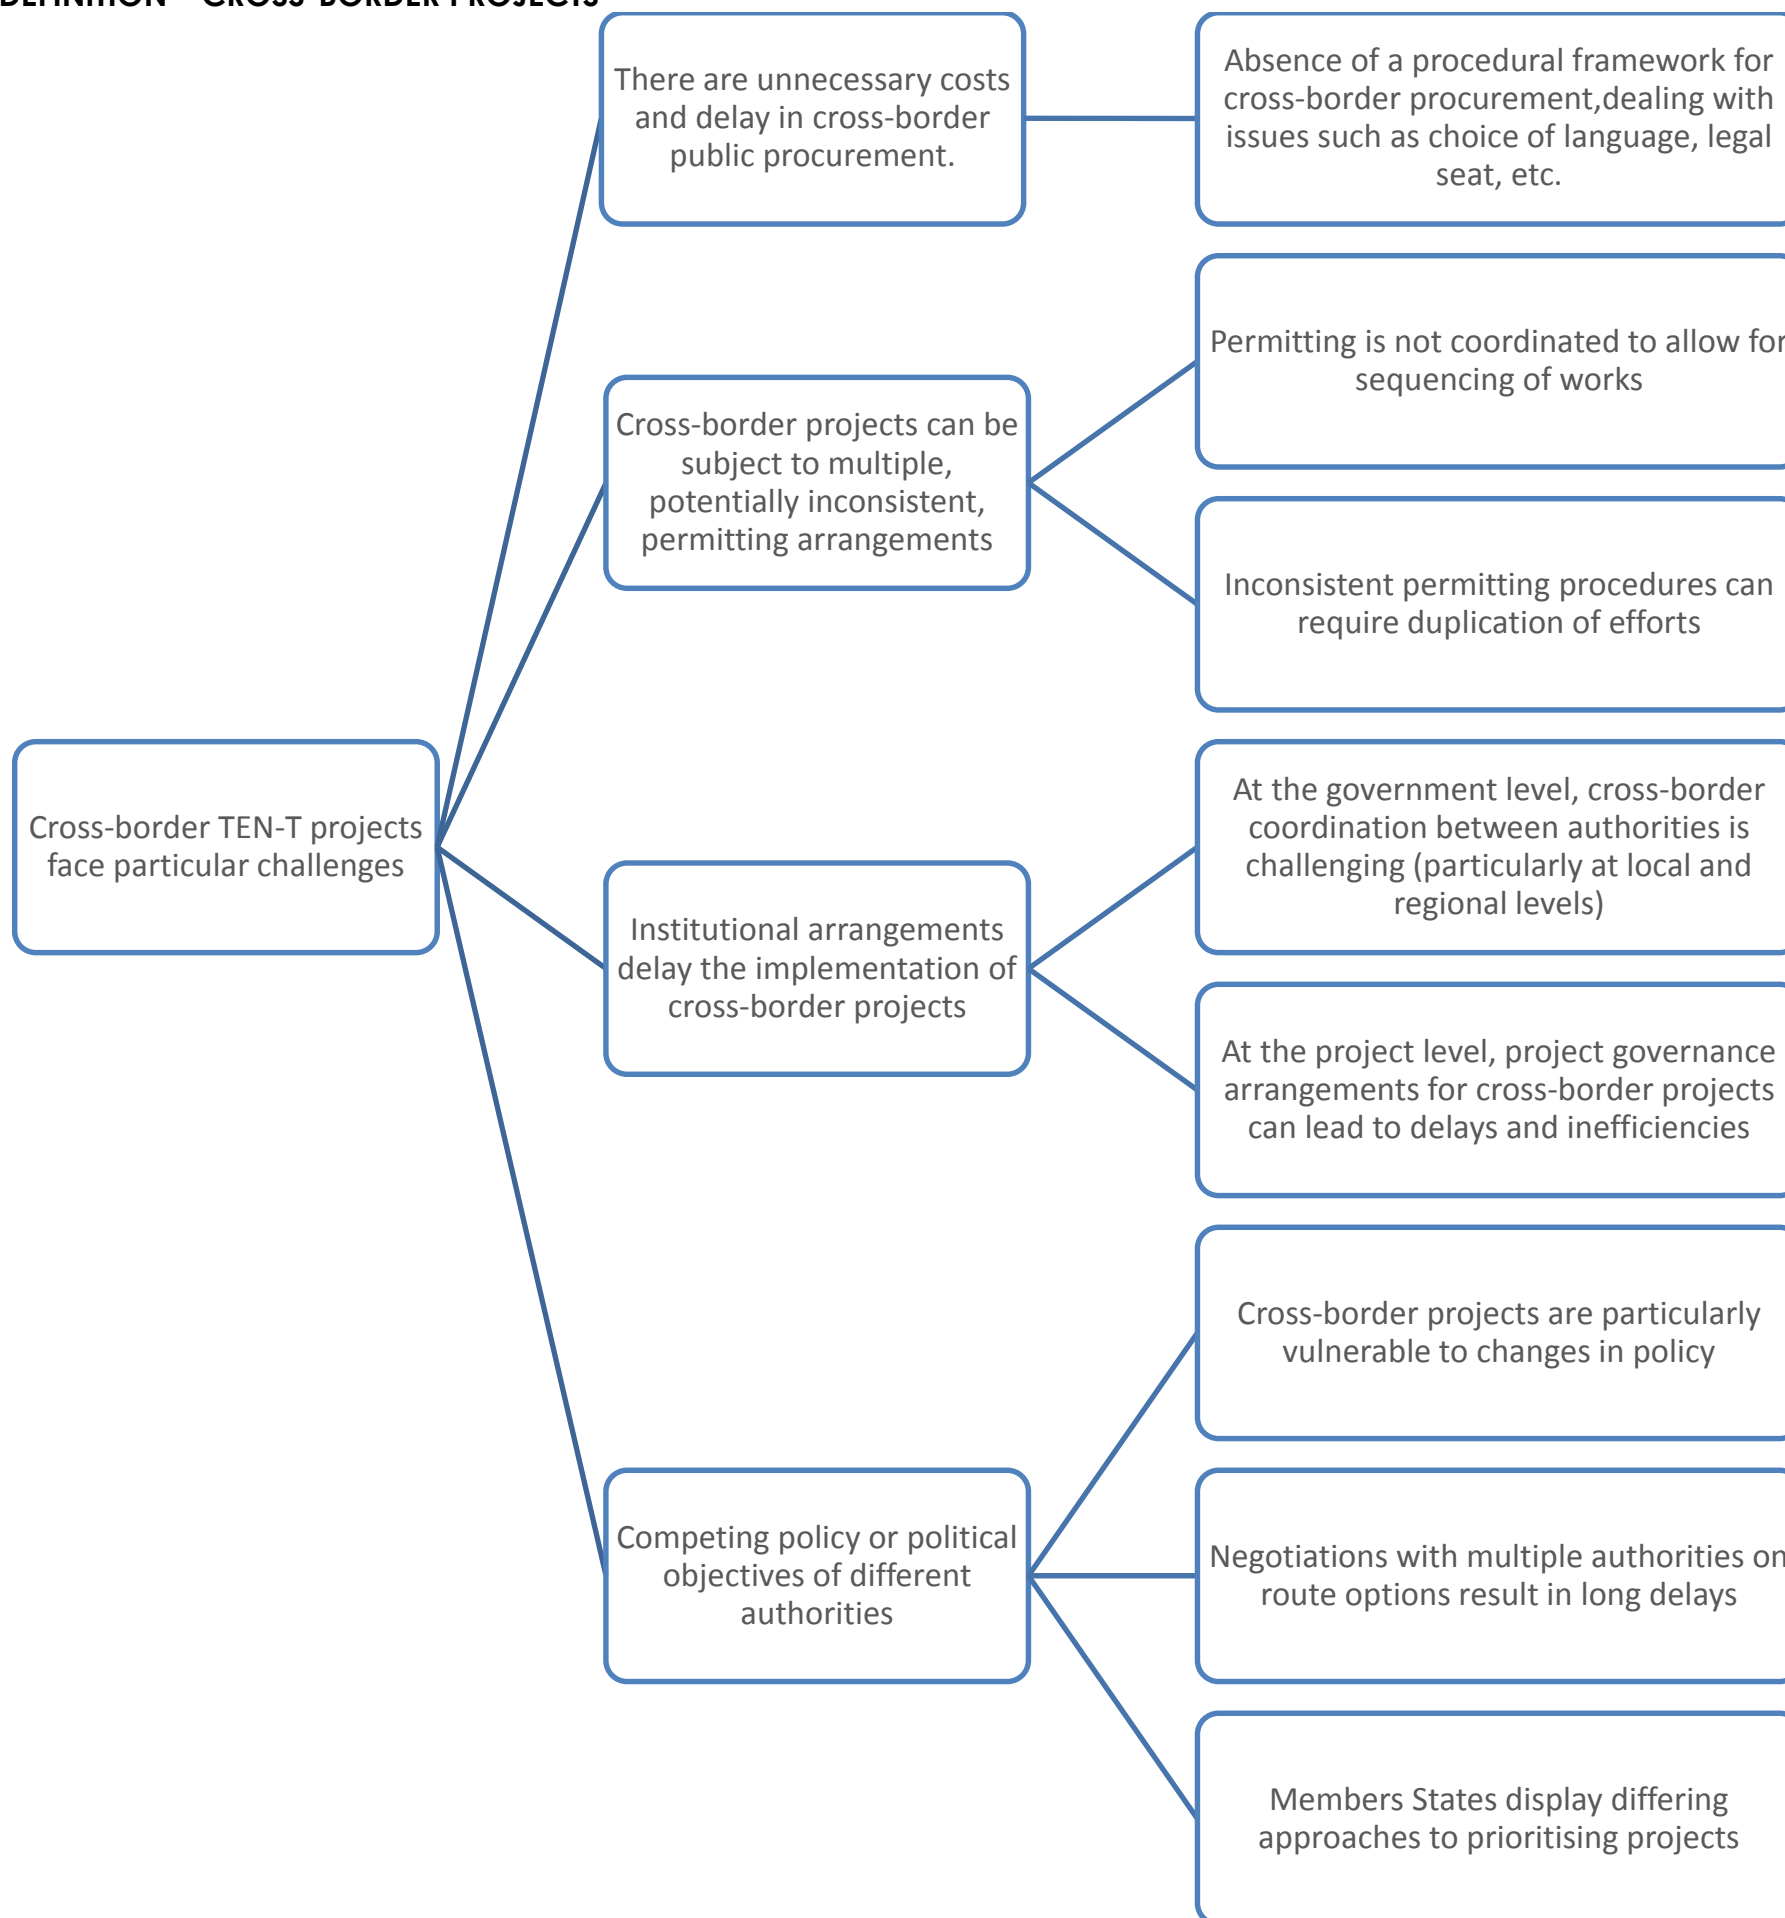 DEFINITION – CROSS-BORDER PROJECTS
There are unnecessary costs
and delay in cross-border
public procurement.
Absence of a procedural framework for
cross-border procurement,dealing with
issues such as choice of language, legal
seat, etc.
Permitting is not coordinated to allow for
sequencing of works
Cross-border projects can be
subject to multiple,
potentially inconsistent,
permitting arrangements
Inconsistent permitting procedures can
require duplication of efforts
Cross-border TEN-T projects
face particular challenges
At the government level, cross-border
coordination between authorities is
challenging (particularly at local and
regional levels)
Institutional arrangements
delay the implementation of
cross-border projects
At the project level, project governance
arrangements for cross-border projects
can lead to delays and inefficiencies
Cross-border projects are particularly
vulnerable to changes in policy
Competing policy or political
objectives of different
authorities
Negotiations with multiple authorities on
route options result in long delays
Members States display differing
approaches to prioritising projects